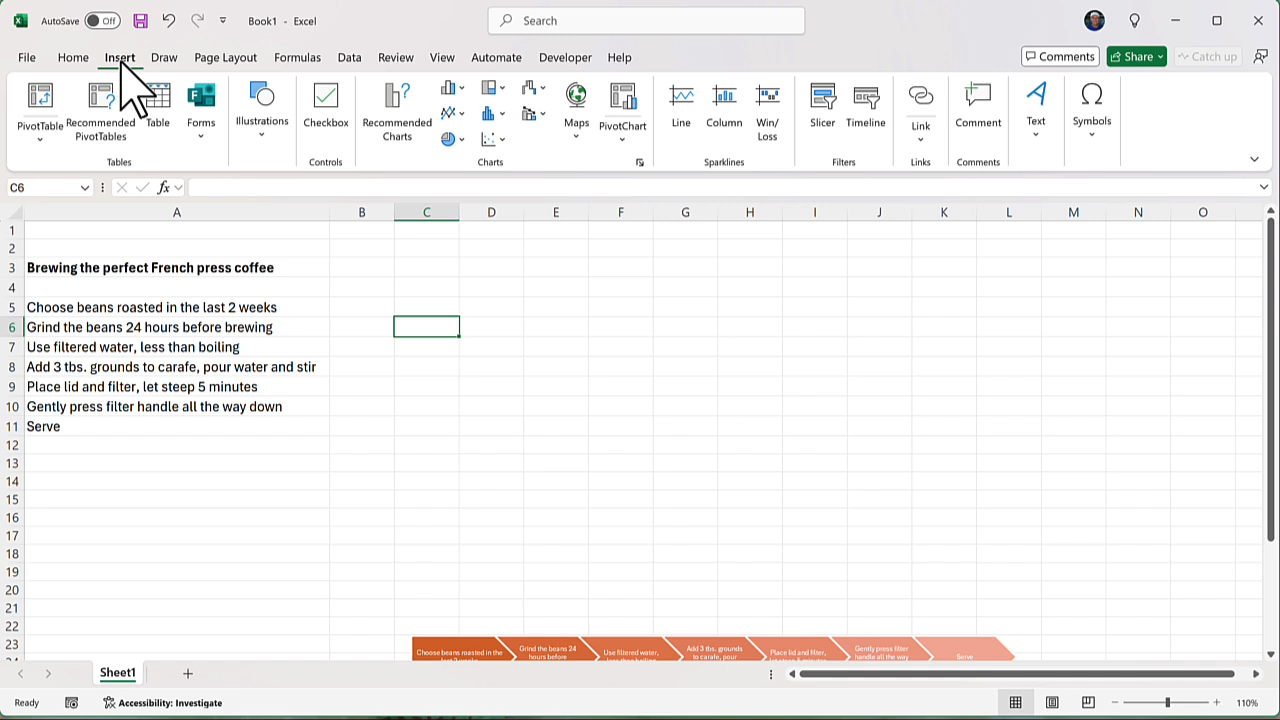 AutoSave Off Book1 - Excel Search
File Home Insert Draw Page Layout Formulas Data Review View Automate Developer Help Comments Share Catch up
PivotTable Recommended PivotTables Table Forms Illustrations Checkbox Recommended Charts Maps PivotChart Line Column Win/Loss Slicer Timeline Link Comment Text Symbols
Tables Controls Charts Sparklines Filters Links Comments
C6 fx
A B C D E F G H I J K L M N O
1
2
3 Brewing the perfect French press coffee
4
5 Choose beans roasted in the last 2 weeks
6 Grind the beans 24 hours before brewing
7 Use filtered water, less than boiling
8 Add 3 tbs. grounds to carafe, pour water and stir
9 Place lid and filter, let steep 5 minutes
10 Gently press filter handle all the way down
11 Serve
12
13
14
15
16
17
18
19
20
21
22
23
Choose beans roasted in the
Grind the beans 24
hours before
Use filtered water,
Add 3 tbs. grounds
to carafe, pour
Place lid and filter,
Gently press filter
handle all the way
Serve
Sheet1
Ready Accessibility: Investigate 110%